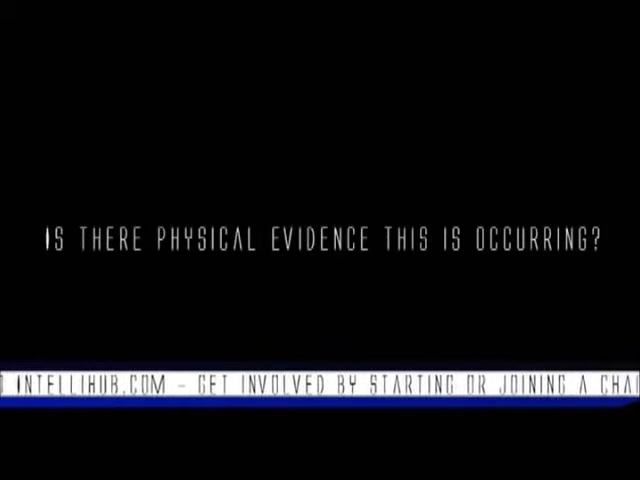 IS THERE PHYSICAL EVIDENCE THIS IS OCCURRING?
INTELLIHUB.COM - GET INVOLVED BY STARTING OR JOINING A